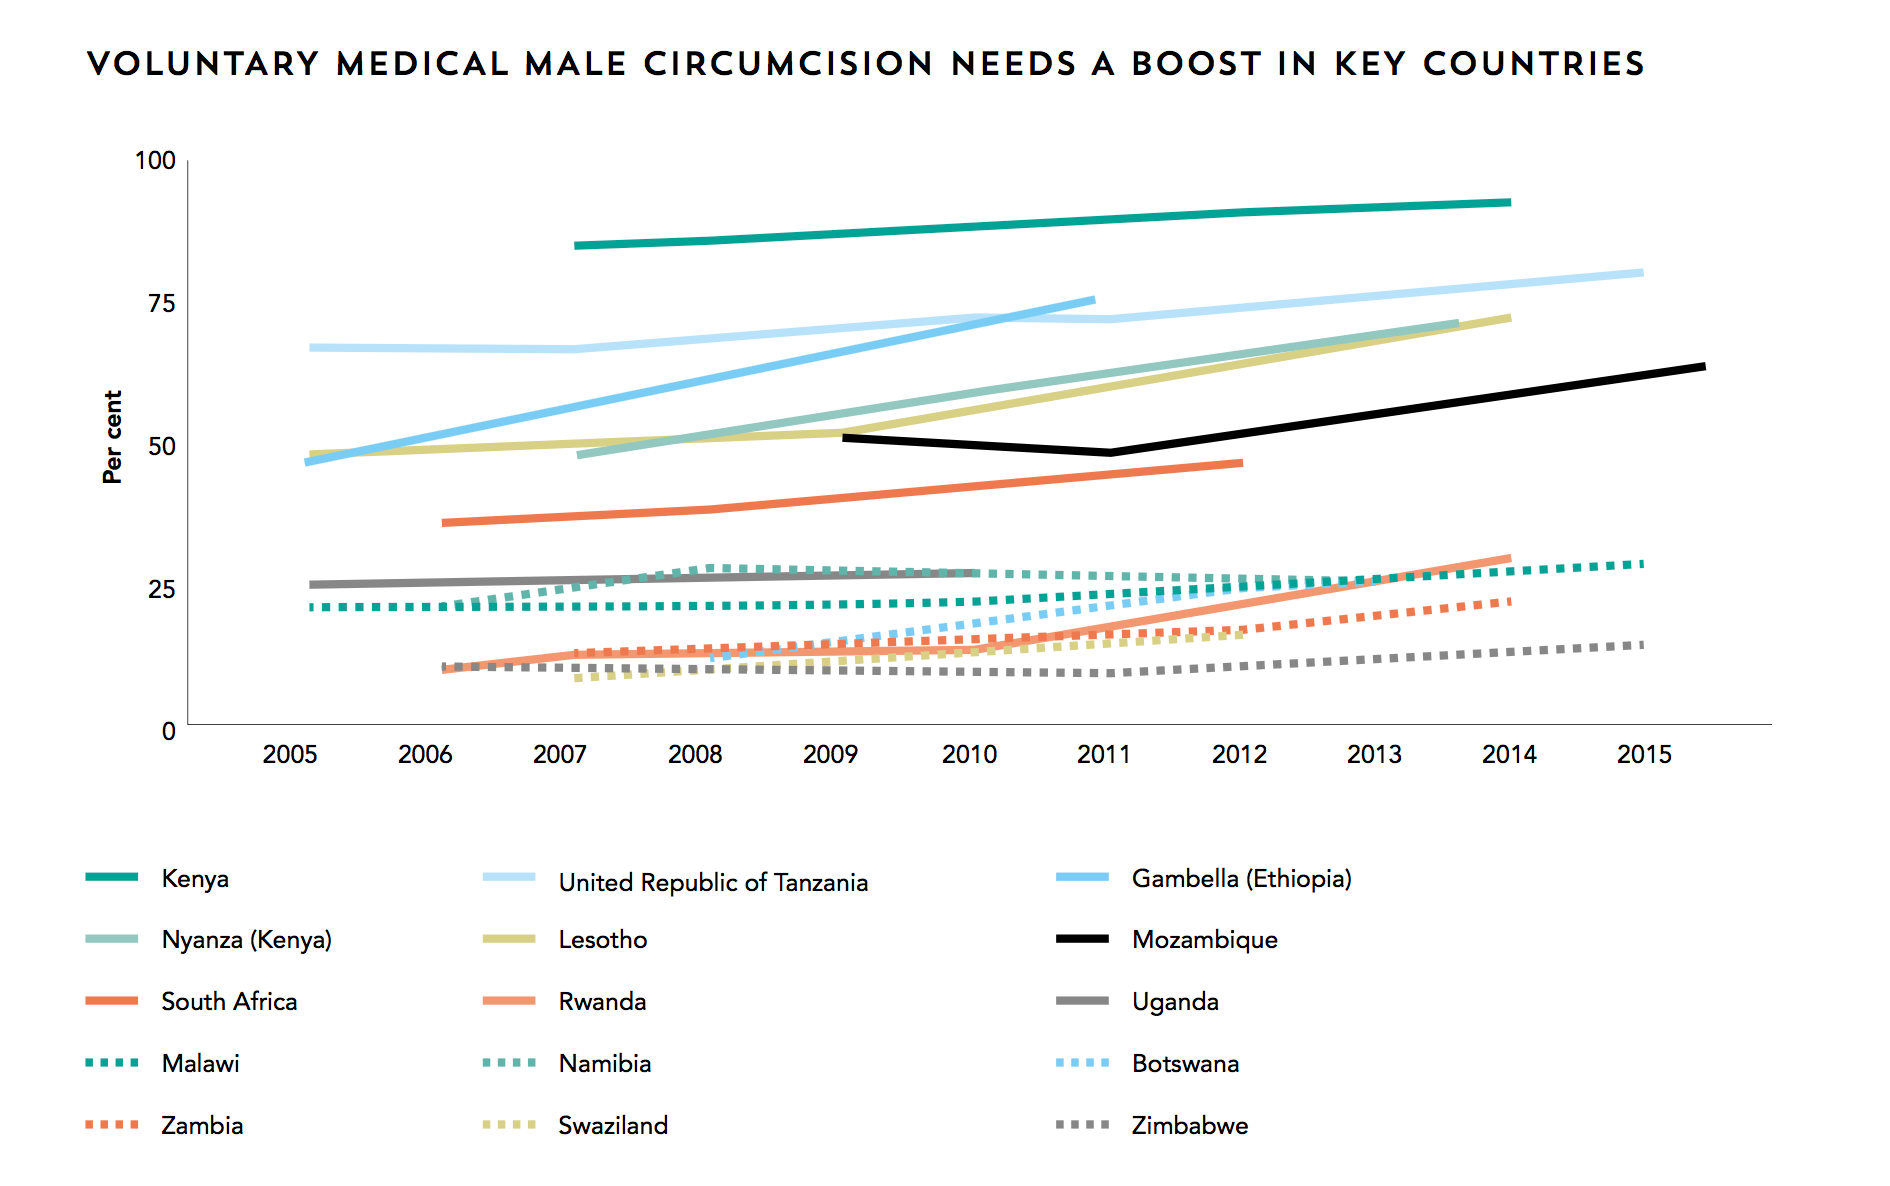 VOLUNTARY MEDICAL MALE CIRCUMCISION NEEDS A BOOST IN KEY COUNTRIES
100
75
50
25
0
Per cent
2005 2006 2007 2008 2009 2010 2011 2012 2013 2014 2015
Kenya United Republic of Tanzania Gambella (Ethiopia)
Nyanza (Kenya) Lesotho Mozambique
South Africa Rwanda Uganda
Malawi Namibia Botswana
Zambia Swaziland Zimbabwe